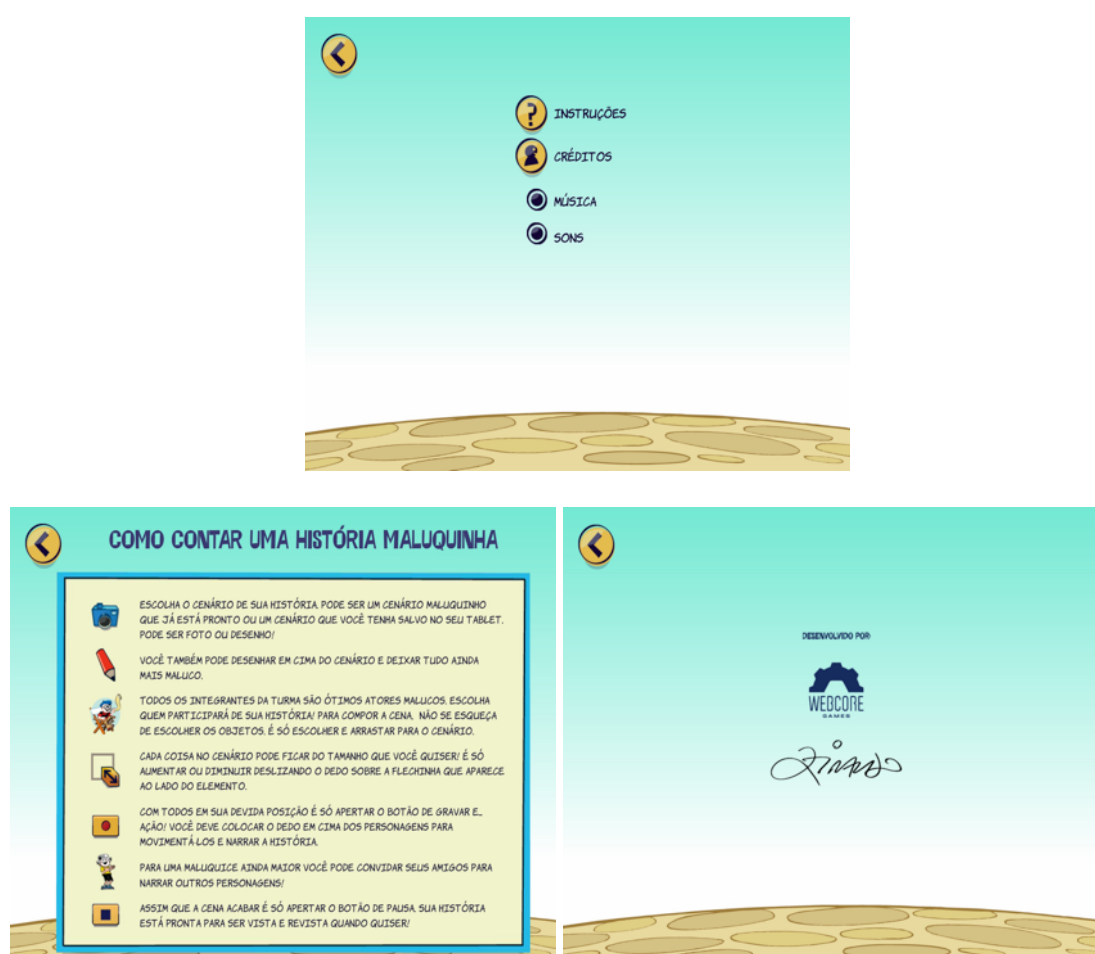 INSTRUÇÕES
CRÉDITOS
MÚSICA
SONS
COMO CONTAR UMA HISTÓRIA MALUQUINHA
ESCOLHA O CENÁRIO DE SUA HISTÓRIA. PODE SER UM CENÁRIO MALUQUINHO
QUE JÁ ESTÁ PRONTO OU UM CENÁRIO QUE VOCÊ TENHA SALVO NO SEU TABLET.
PODE SER FOTO OU DESENHO!
VOCÊ TAMBÉM PODE DESENHAR EM CIMA DO CENÁRIO E DEIXAR TUDO AINDA
MAIS MALUCO.
TODOS OS INTEGRANTES DA TURMA SÃO ÓTIMOS ATORES MALUCOS. ESCOLHA
QUEM PARTICIPARÁ DE SUA HISTÓRIA! PARA COMPOR A CENA, NÃO SE ESQUEÇA
DE ESCOLHER OS OBJETOS. É SÓ ESCOLHER E ARRASTAR PARA O CENÁRIO.
CADA COISA NO CENÁRIO PODE FICAR DO TAMANHO QUE VOCÊ QUISER! É SÓ
AUMENTAR OU DIMINUIR DESLIZANDO O DEDO SOBRE A FLECHINHA QUE APARECE
AO LADO DO ELEMENTO.
COM TODOS EM SUA DEVIDA POSIÇÃO É SÓ APERTAR O BOTÃO DE GRAVAR E...
AÇÃO! VOCÊ DEVE COLOCAR O DEDO EM CIMA DOS PERSONAGENS PARA
MOVIMENTÁ-LOS E NARRAR A HISTÓRIA.
PARA UMA MALUQUICE AINDA MAIOR VOCÊ PODE CONVIDAR SEUS AMIGOS PARA
NARRAR OUTROS PERSONAGENS!
ASSIM QUE A CENA ACABAR É SÓ APERTAR O BOTÃO DE PAUSA. SUA HISTÓRIA
ESTÁ PRONTA PARA SER VISTA E REVISTA QUANDO QUISER!
DESENVOLVIDO POR:
WEBCORE
GAMES